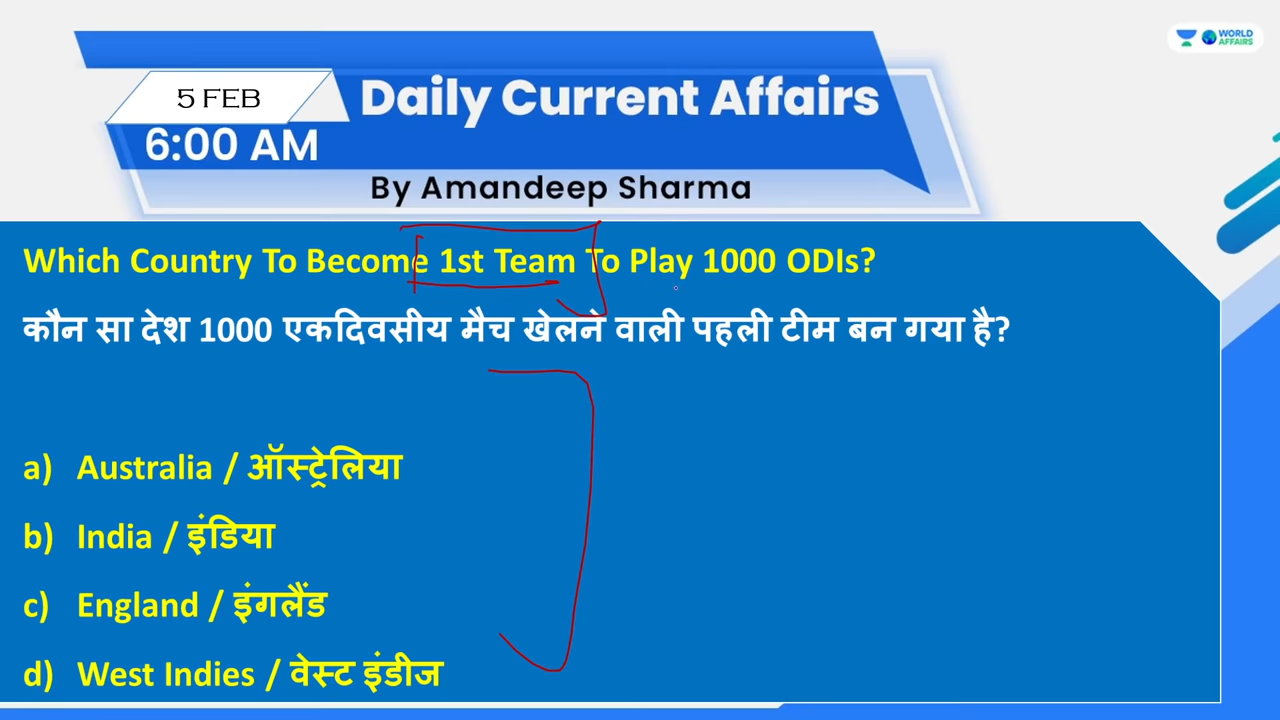 WORLD
AFFAIRS
5 FEB
Daily Current Affairs
6:00 AM
By Amandeep Sharma
Which Country To Become 1st Team To Play 1000 ODIs?
कौन सा देश 1000 एकदिवसीय मैच खेलने वाली पहली टीम बन गया है?
a) Australia / ऑस्ट्रेलिया
b) India / इंडिया
c) England / इंगलैंड
d) West Indies / वेस्ट इंडीज